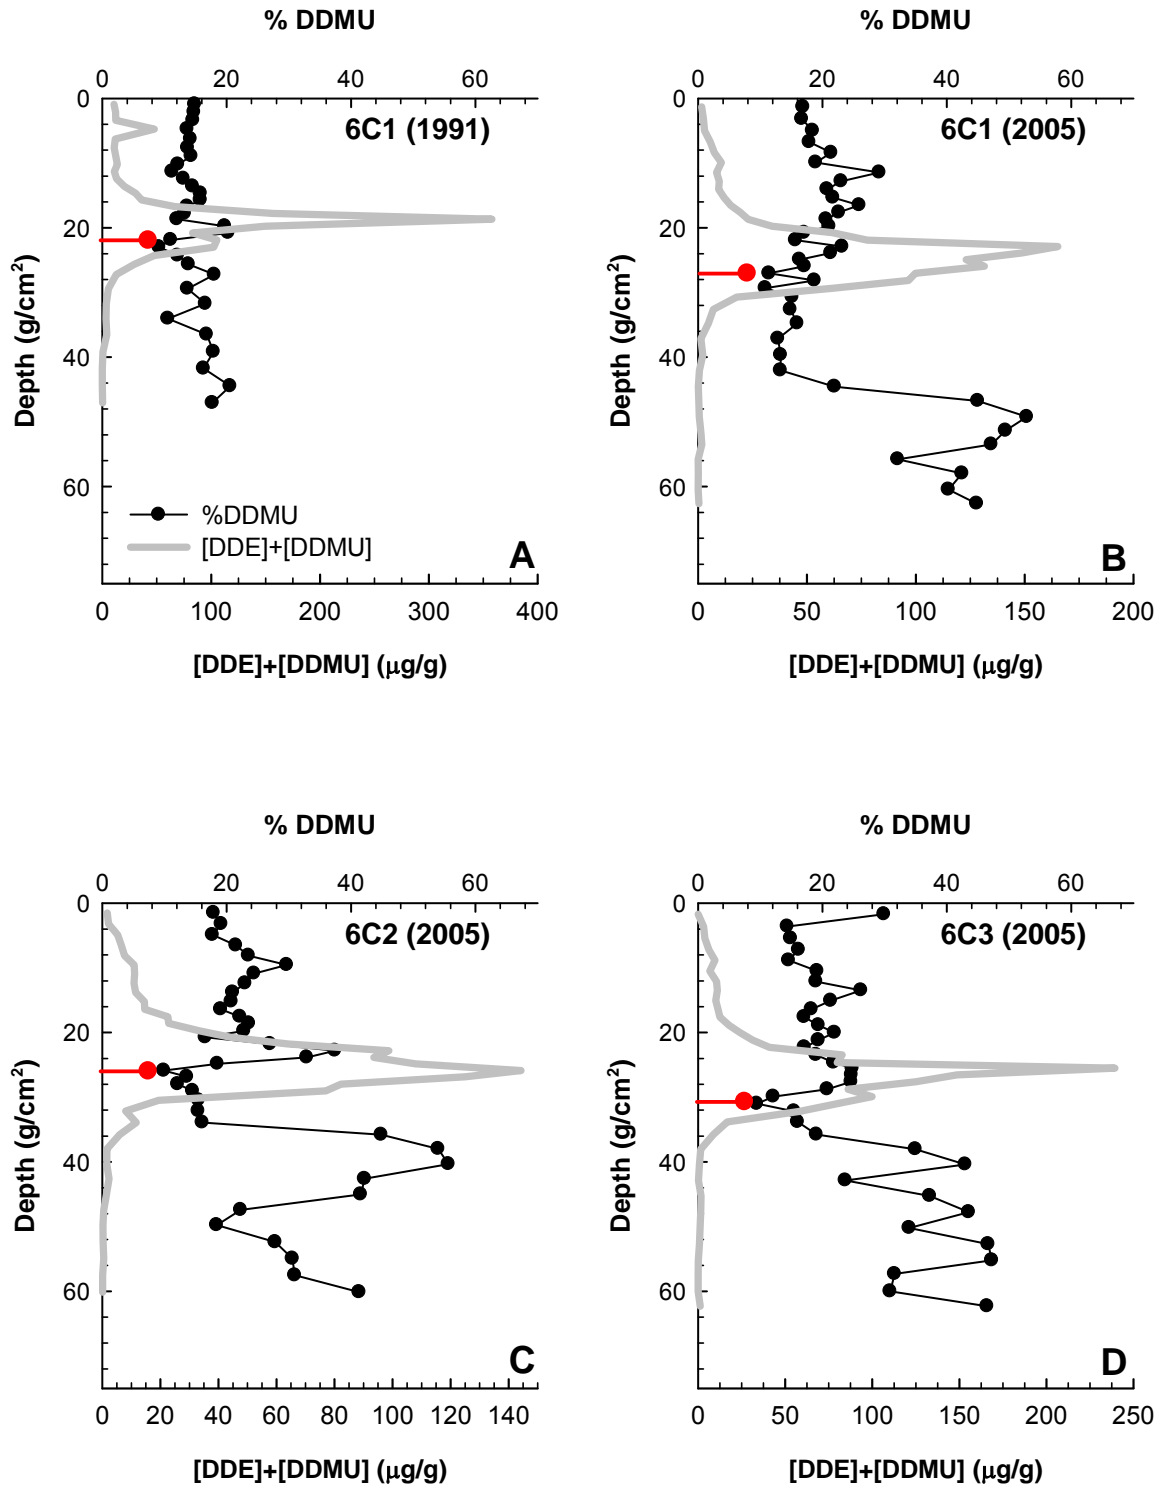 % DDMU
0 20 40 60
6C1 (1991)
0
20
40
60
Depth (g/cm²)
%DDMU
[DDE]+[DDMU]
A
0 100 200 300 400
[DDE]+[DDMU] (μg/g)
% DDMU
0 20 40 60
6C1 (2005)
0
20
40
60
Depth (g/cm²)
B
0 50 100 150 200
[DDE]+[DDMU] (μg/g)
% DDMU
0 20 40 60
6C2 (2005)
0
20
40
60
Depth (g/cm²)
C
0 20 40 60 80 100 120 140
[DDE]+[DDMU] (μg/g)
% DDMU
0 20 40 60
6C3 (2005)
0
20
40
60
Depth (g/cm²)
D
0 50 100 150 200 250
[DDE]+[DDMU] (μg/g)